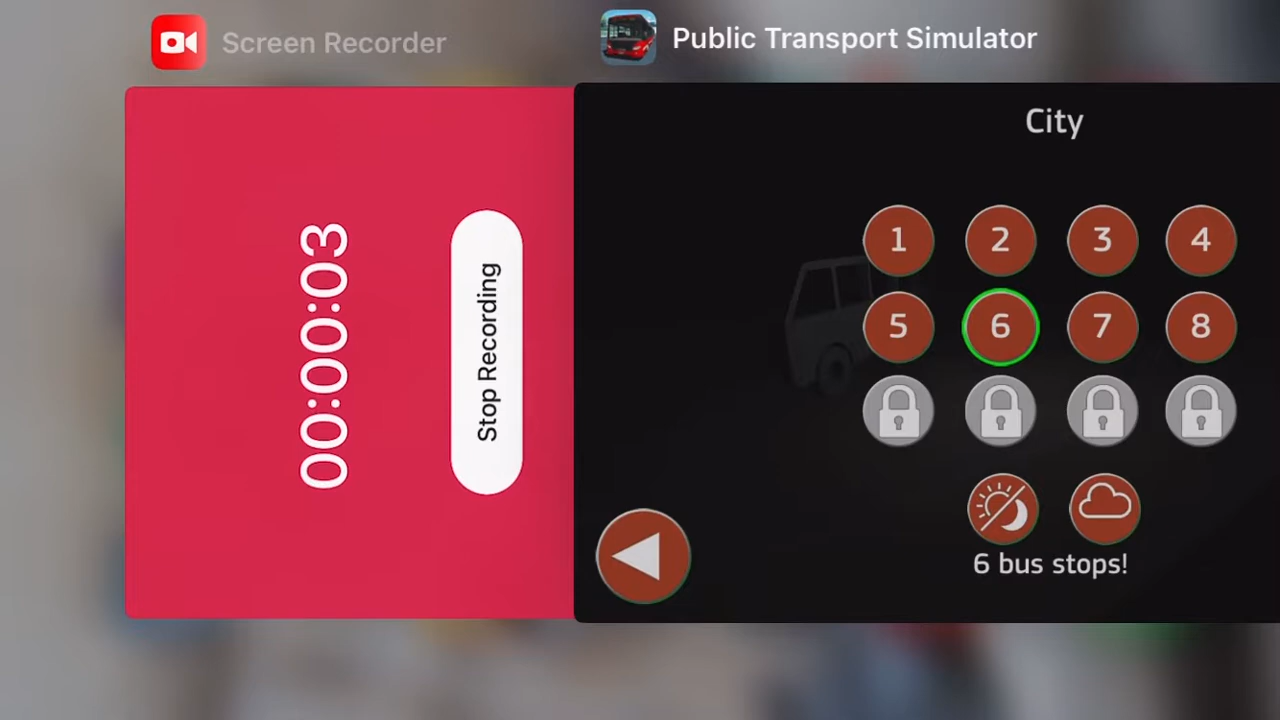 Screen Recorder
Public Transport Simulator
00:00:03
Stop Recording
City
1 2 3 4
5 6 7 8
6 bus stops!